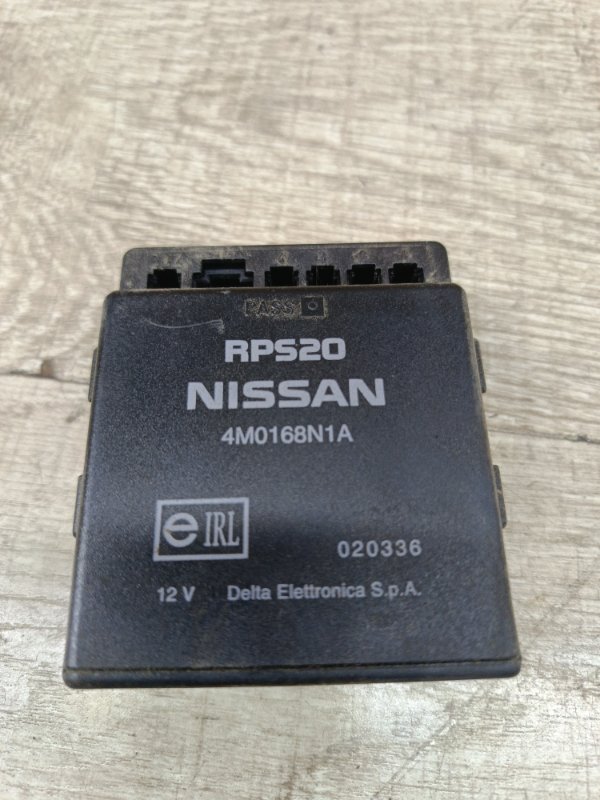 PASS
RPS20
NISSAN
4M0168N1A
e IRL
020336
12 V Delta Elettronica S.p.A.